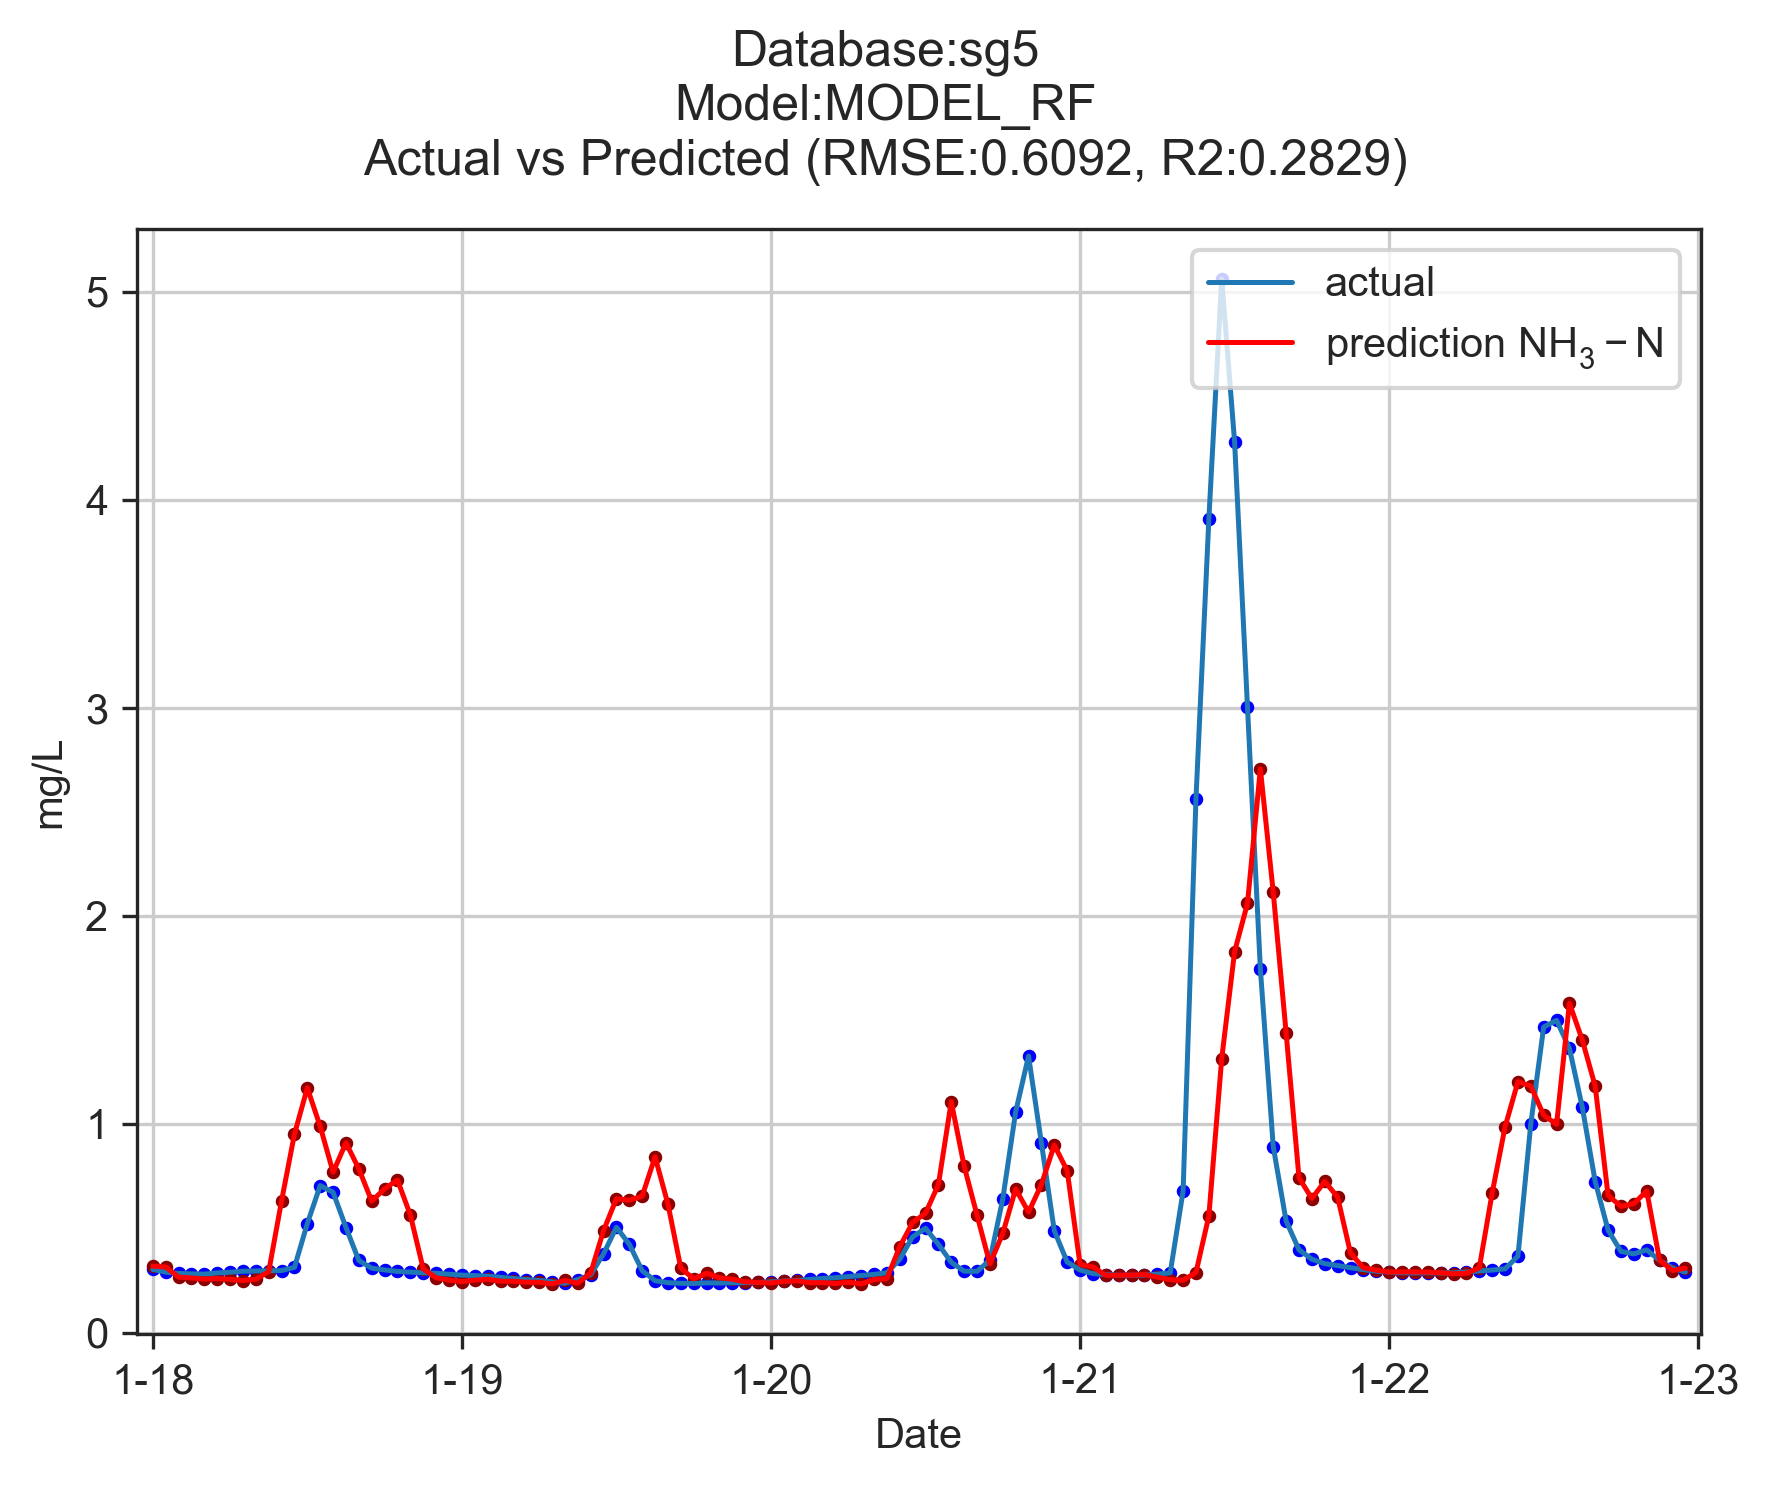 Database:sg5
Model:MODEL_RF
Actual vs Predicted (RMSE:0.6092, R2:0.2829)
actual
prediction NH₃ − N
5
4
3
2
1
0
mg/L
1-18 1-19 1-20 1-21 1-22 1-23
Date